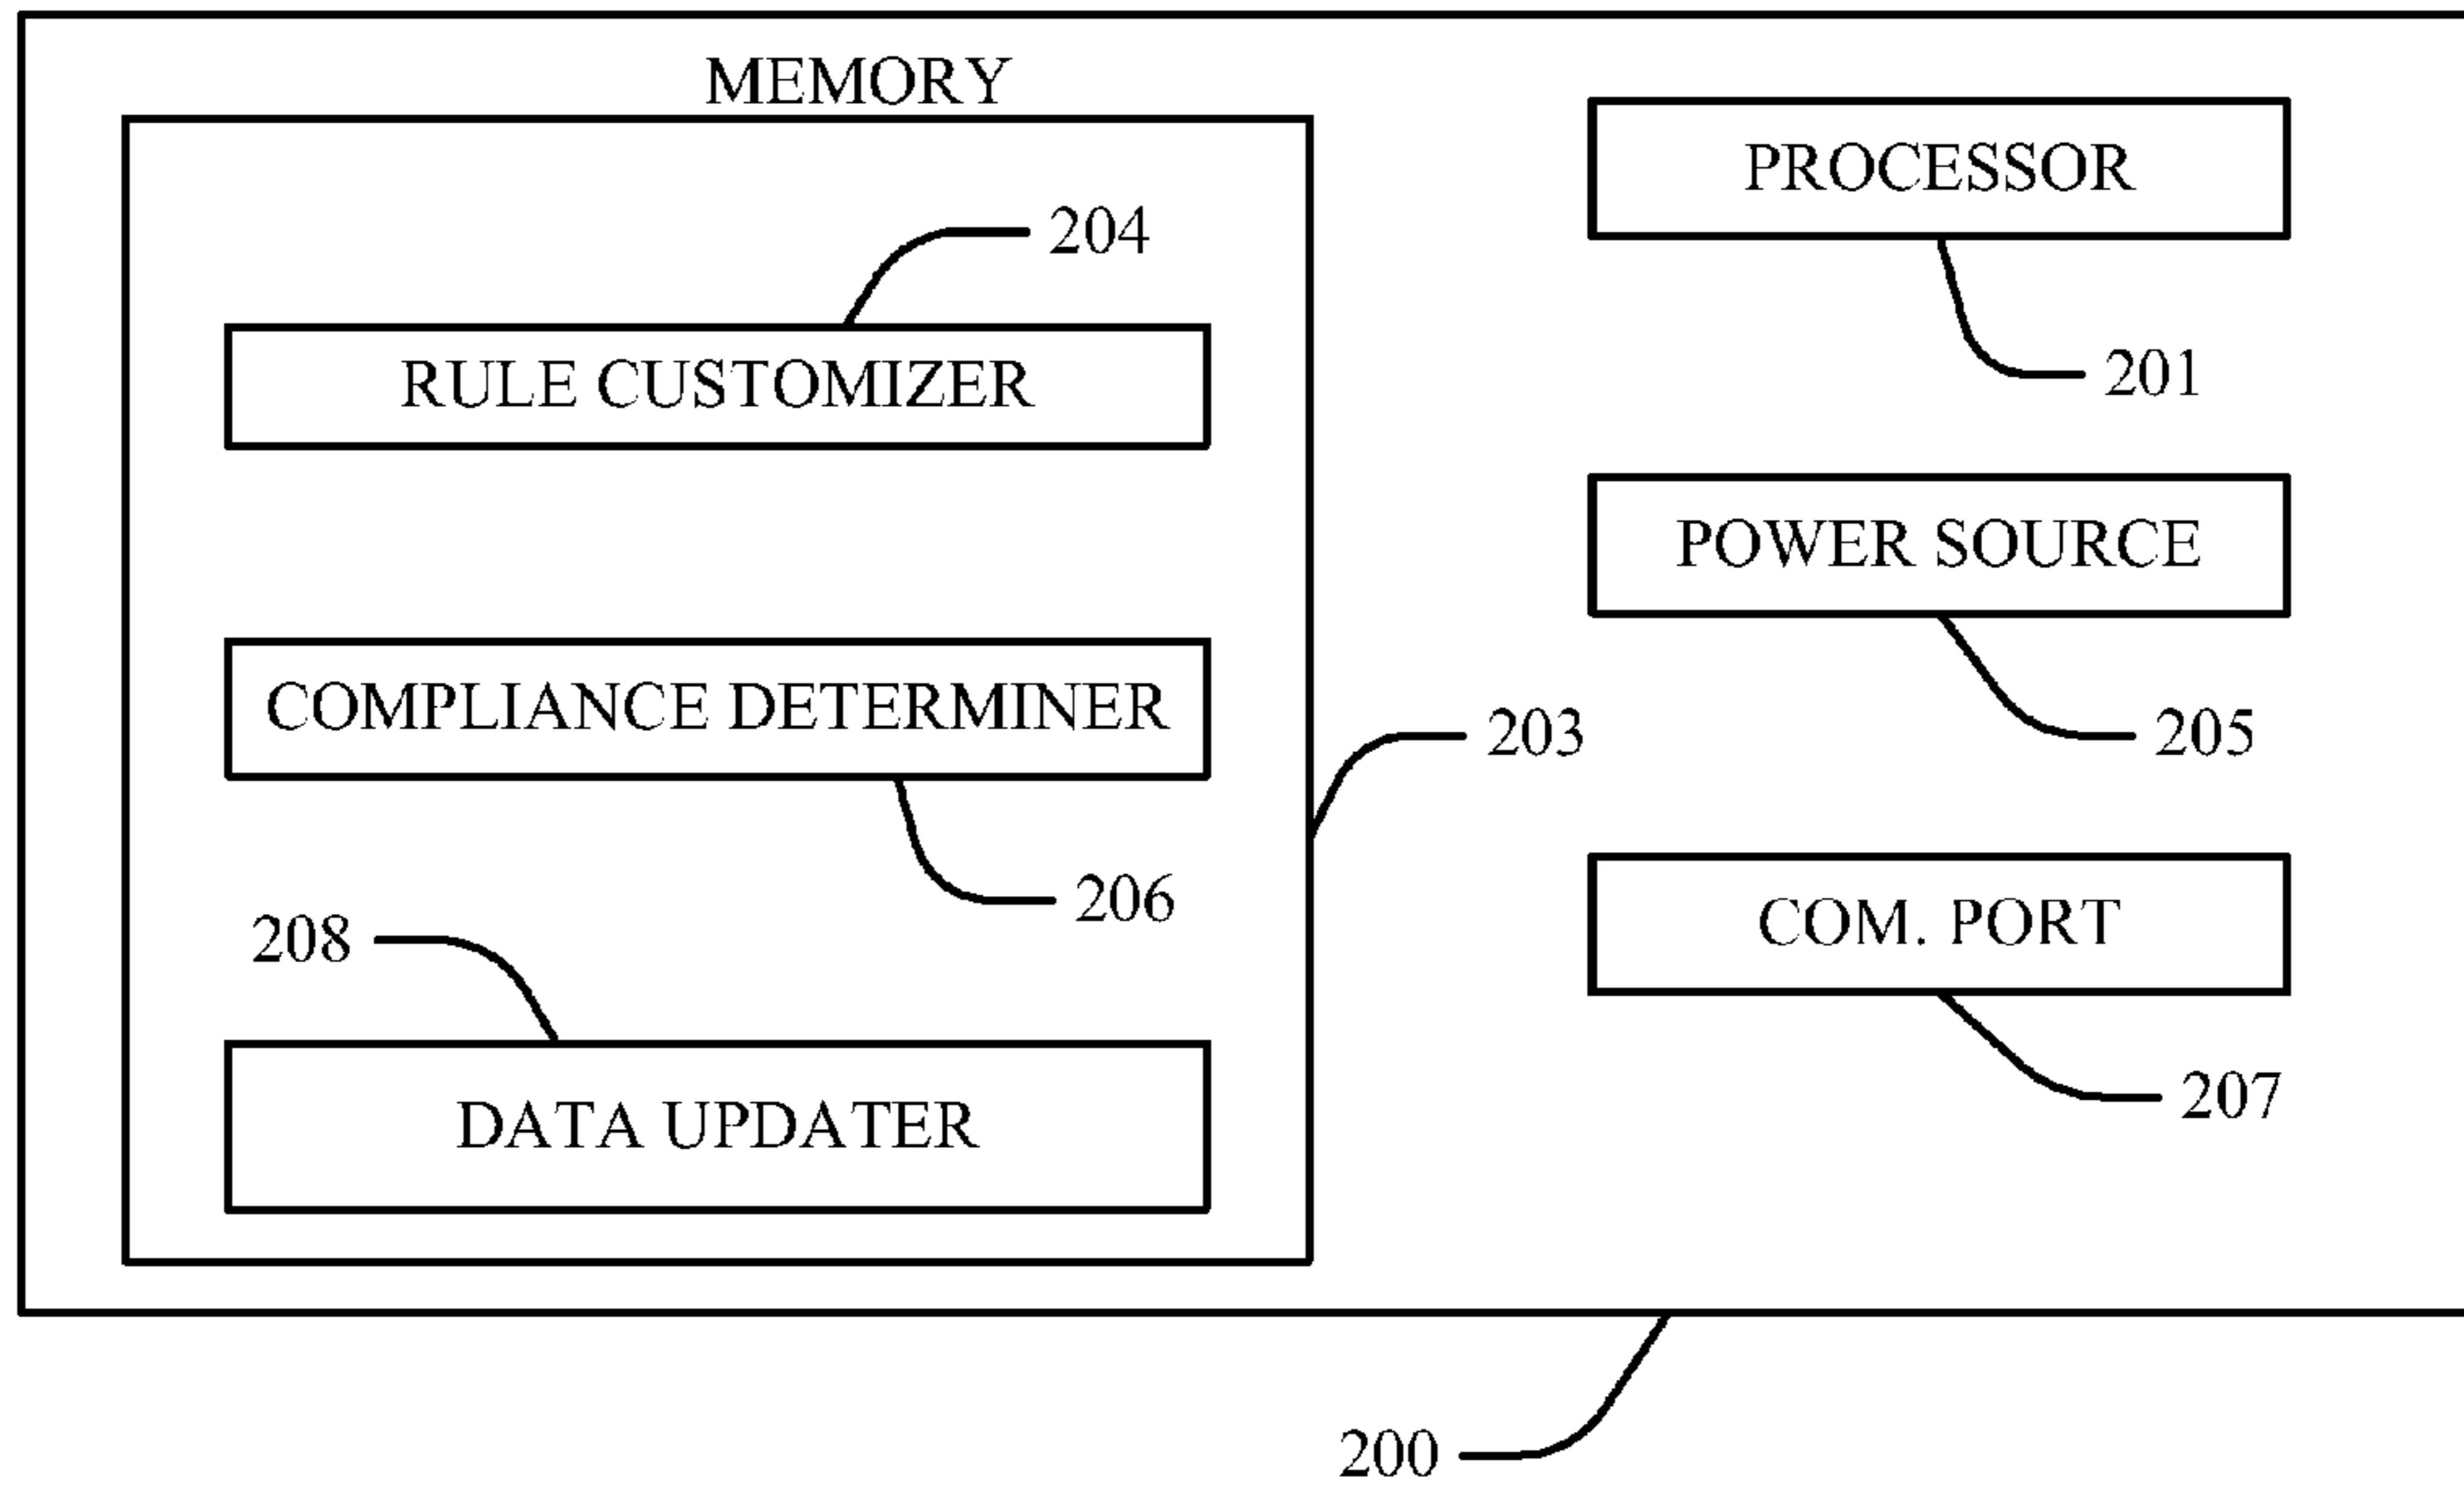 MEMORY
204
RULE CUSTOMIZER
COMPLIANCE DETERMINER
206
208
DATA UPDATER
203
PROCESSOR
201
POWER SOURCE
205
COM. PORT
207
200